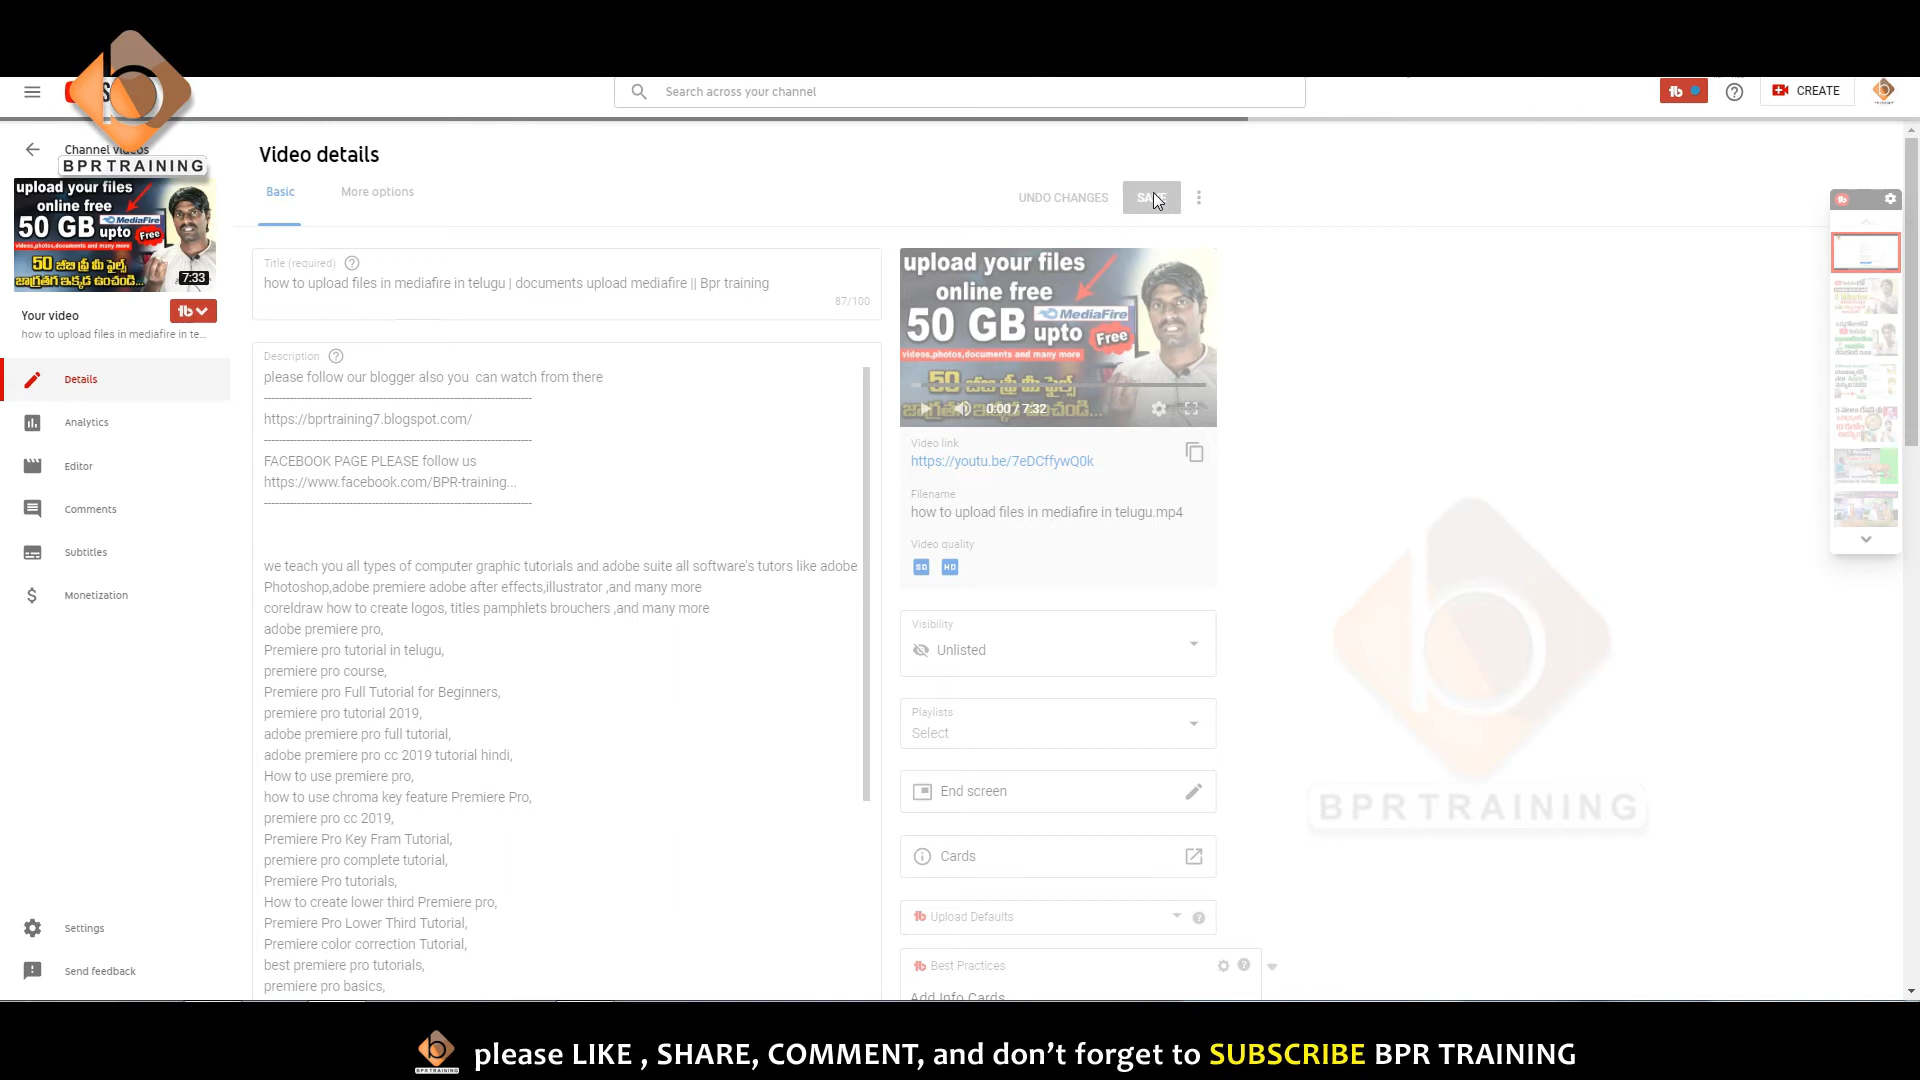 Search across your channel
CREATE
Channel videos
BPR TRAINING
upload your files
online free
50 GB upto
MediaFire
Free
videos,photos,documents and many more
50 జీబి ఫ్రీ మీ ఫైల్స్
జాగ్రత్తగ ఇక్కడ ఉంచండి...
7:33
Your video
how to upload files in mediafire in te...
Details
Analytics
Editor
Comments
Subtitles
Monetization
Settings
Send feedback
Video details
Basic
More options
UNDO CHANGES
SAVE
Title (required)
how to upload files in mediafire in telugu | documents upload mediafire || Bpr training
87/100
Description
please follow our blogger also you  can watch from there
------------------------------------------------------------------------
https://bprtraining7.blogspot.com/
------------------------------------------------------------------------
FACEBOOK PAGE PLEASE follow us
https://www.facebook.com/BPR-training...
------------------------------------------------------------------------
we teach you all types of computer graphic tutorials and adobe suite all software's tutors like adobe
Photoshop,adobe premiere adobe after effects,illustrator ,and many more
coreldraw how to create logos, titles pamphlets brouchers ,and many more
adobe premiere pro,
Premiere pro tutorial in telugu,
premiere pro course,
Premiere pro Full Tutorial for Beginners,
premiere pro tutorial 2019,
adobe premiere pro full tutorial,
adobe premiere pro cc 2019 tutorial hindi,
How to use premiere pro,
how to use chroma key feature Premiere Pro,
premiere pro cc 2019,
Premiere Pro Key Fram Tutorial,
premiere pro complete tutorial,
Premiere Pro tutorials,
How to create lower third Premiere pro,
Premiere Pro Lower Third Tutorial,
Premiere color correction Tutorial,
best premiere pro tutorials,
premiere pro basics,
upload your files
online free
50 GB upto
MediaFire
Free
videos,photos,documents and many more
0:00 / 7:32
Video link
https://youtu.be/7eDCffywQ0k
Filename
how to upload files in mediafire in telugu.mp4
Video quality
SD HD
Visibility
Unlisted
Playlists
Select
End screen
Cards
Upload Defaults
Best Practices
Add Info Cards
BPR TRAINING
please LIKE , SHARE, COMMENT, and don't forget to SUBSCRIBE BPR TRAINING